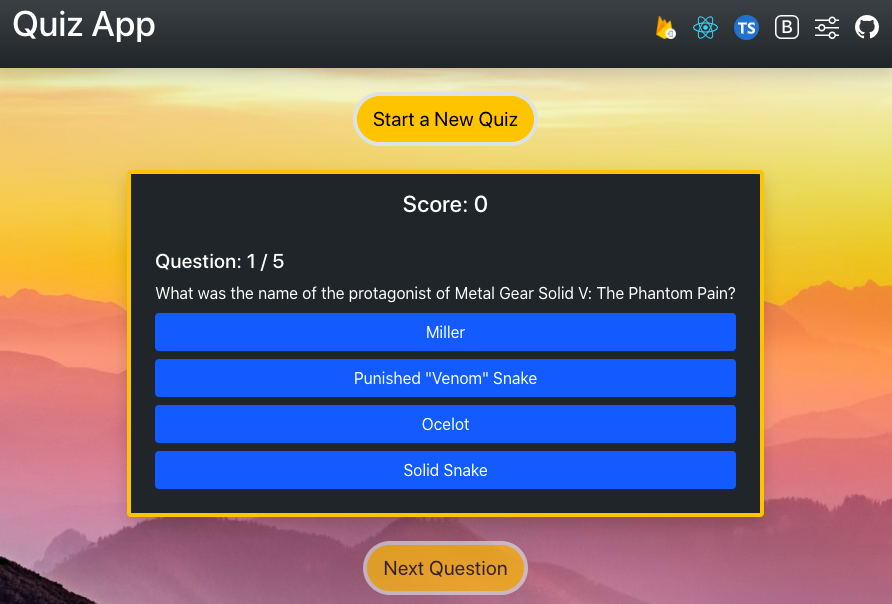 Quiz App
TS
B
Start a New Quiz
Score: 0
Question: 1 / 5
What was the name of the protagonist of Metal Gear Solid V: The Phantom Pain?
Miller
Punished "Venom" Snake
Ocelot
Solid Snake
Next Question